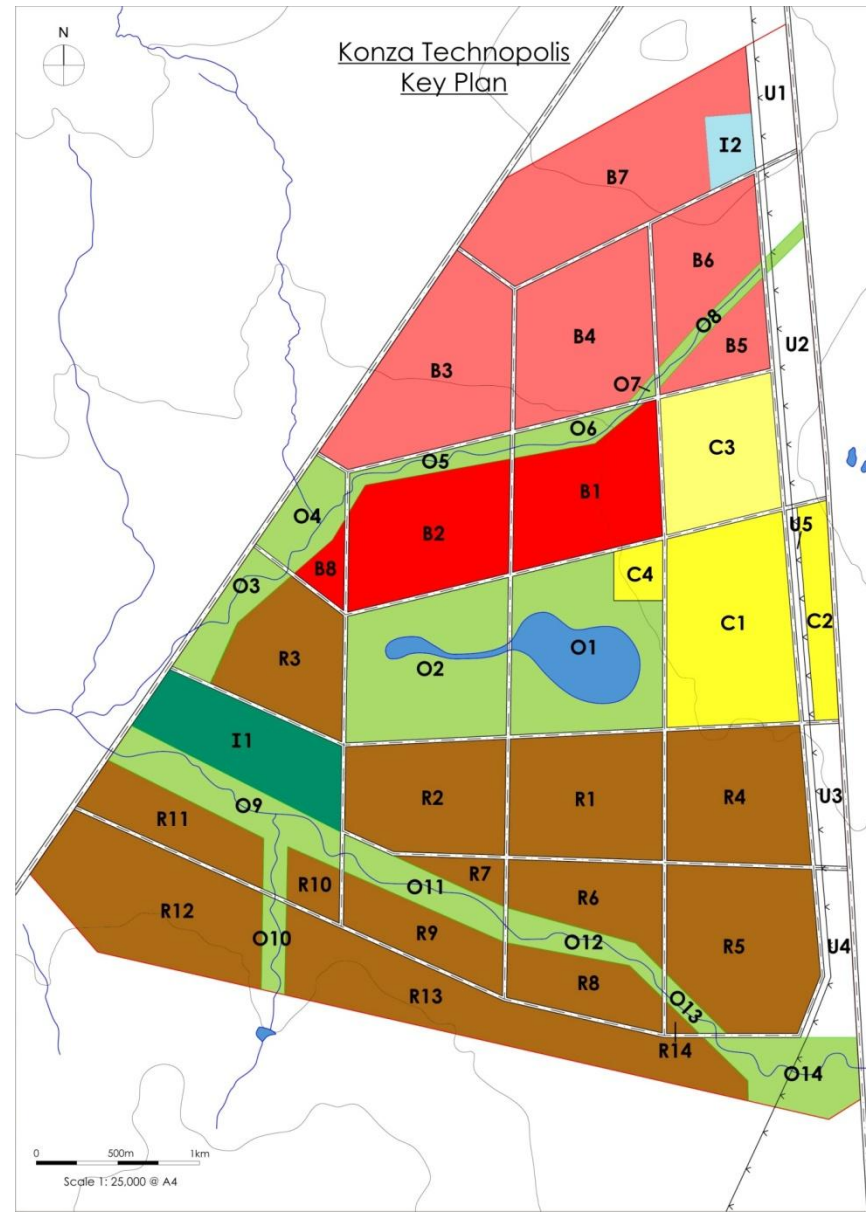 N
Konza Technopolis
Key Plan
U1
I2
B7
B6
O8
U2
B4
B5
B3
O7
O6
O5
C3
B1
O4
B2
U5
B8
C4
O3
C1
C2
O1
R3
O2
I1
R2
R1
R4
U3
O9
R11
R7
R10
O11
R6
R12
R9
O10
O12
R5
U4
R8
R13
O13
R14
O14
0 500m 1km
Scale 1: 25,000 @ A4